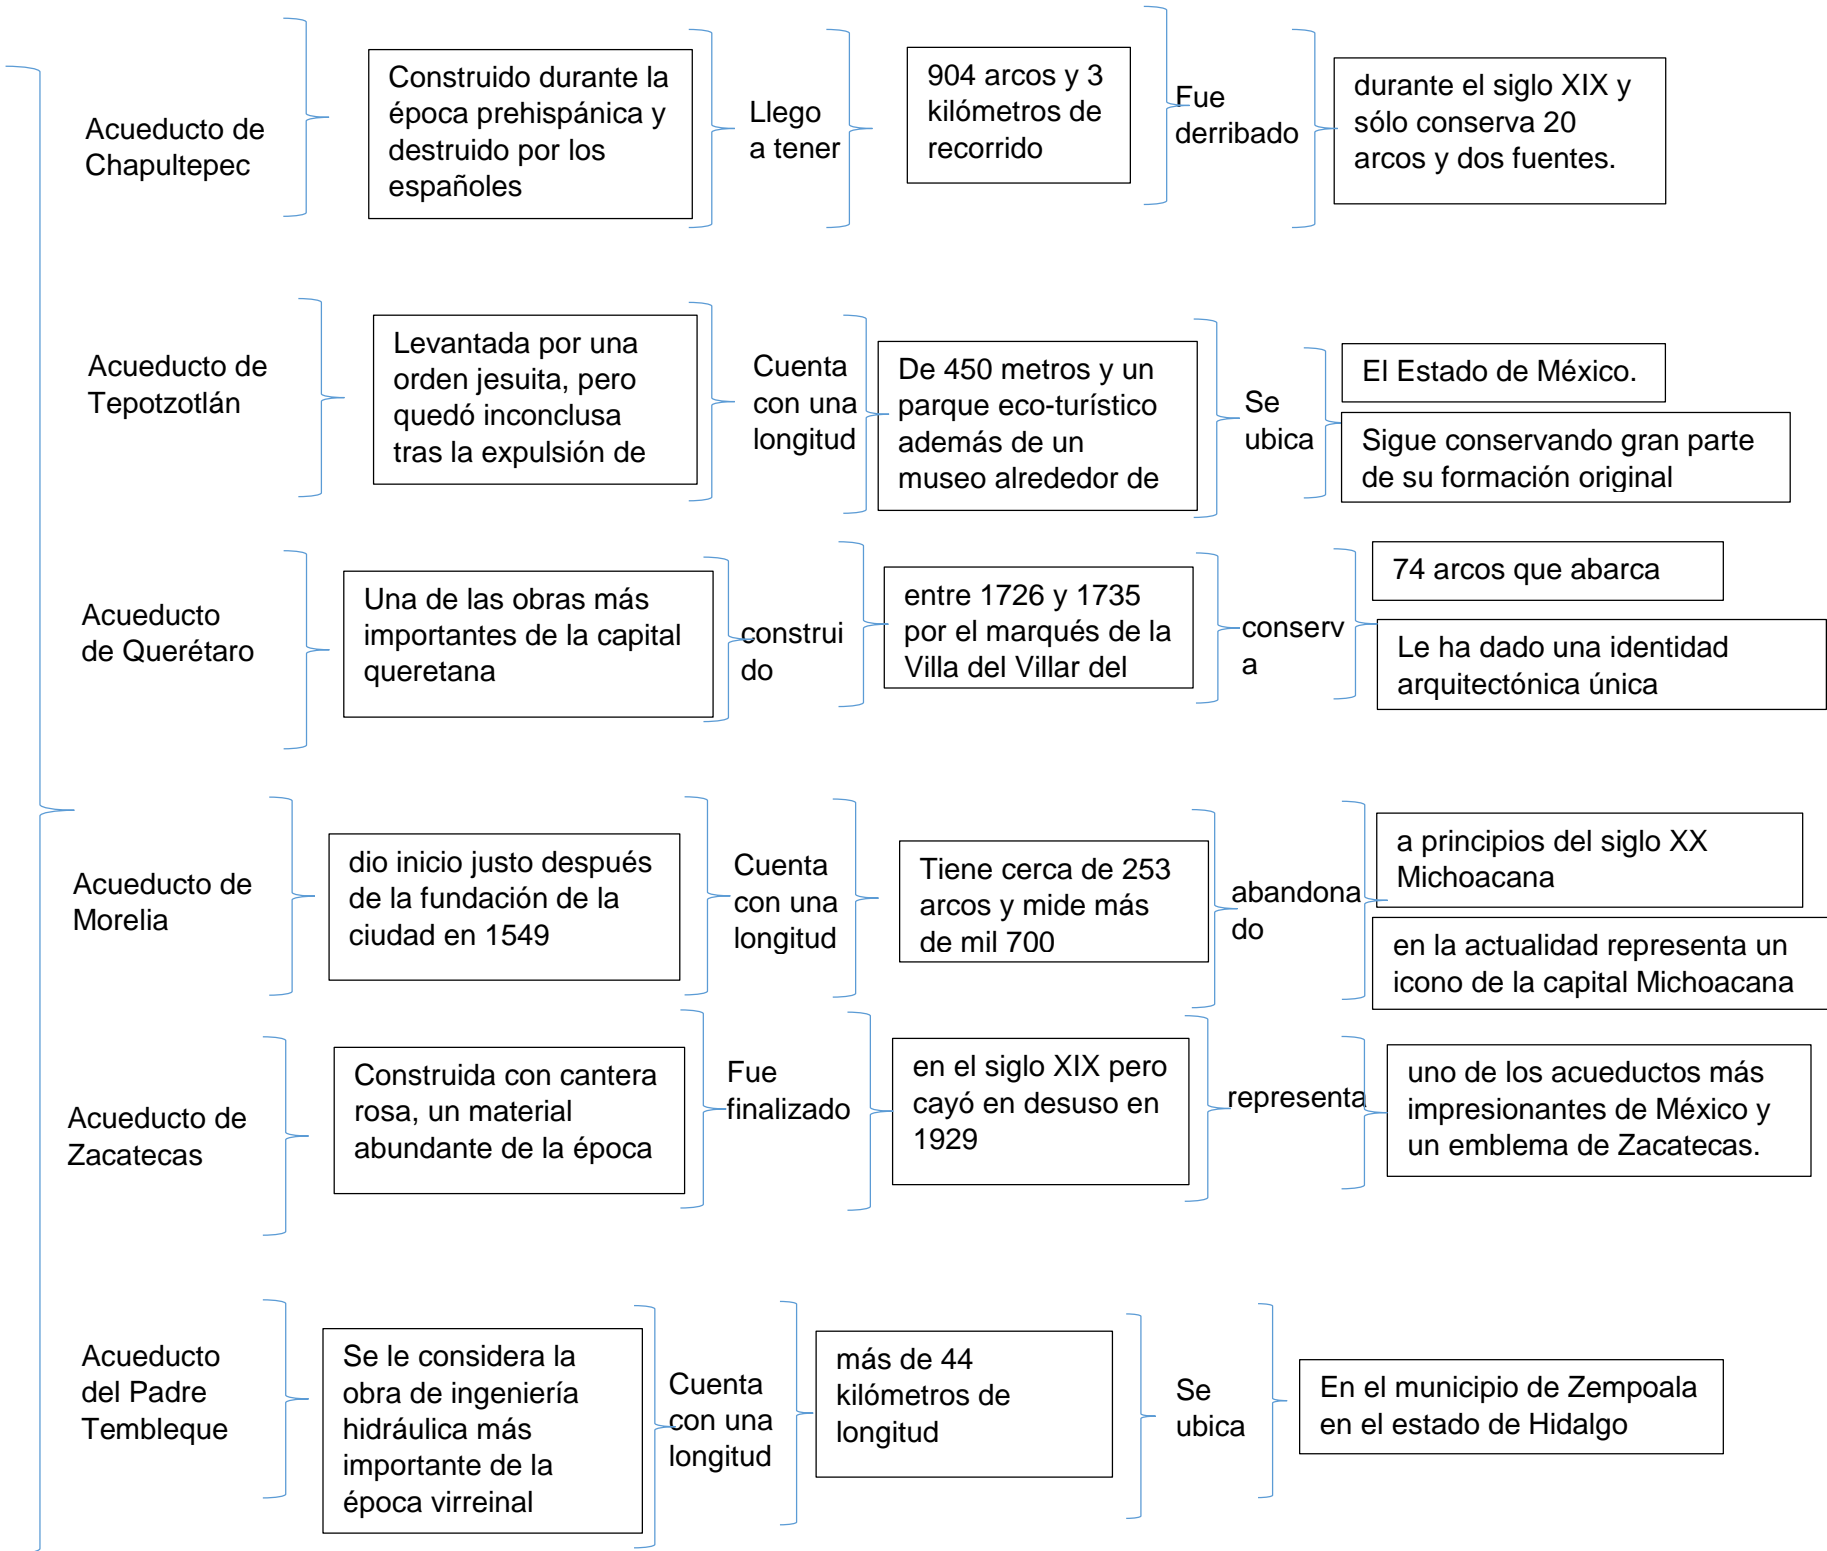 Acueducto de
Chapultepec
Construido durante la
época prehispánica y
destruido por los
españoles
Llego
a tener
904 arcos y 3
kilómetros de
recorrido
Fue
derribado
durante el siglo XIX y
sólo conserva 20
arcos y dos fuentes.
Acueducto de
Tepotzotlán
Levantada por una
orden jesuita, pero
quedó inconclusa
tras la expulsión de
Cuenta
con una
longitud
De 450 metros y un
parque eco-turístico
además de un
museo alrededor de
Se
ubica
El Estado de México.
Sigue conservando gran parte
de su formación original
Acueducto
de Querétaro
Una de las obras más
importantes de la capital
queretana
construi
do
entre 1726 y 1735
por el marqués de la
Villa del Villar del
conserv
a
74 arcos que abarca
Le ha dado una identidad
arquitectónica única
Acueducto de
Morelia
dio inicio justo después
de la fundación de la
ciudad en 1549
Cuenta
con una
longitud
Tiene cerca de 253
arcos y mide más
de mil 700
abandona
do
a principios del siglo XX
Michoacana
en la actualidad representa un
icono de la capital Michoacana
Acueducto de
Zacatecas
Construida con cantera
rosa, un material
abundante de la época
Fue
finalizado
en el siglo XIX pero
cayó en desuso en
1929
representa
uno de los acueductos más
impresionantes de México y
un emblema de Zacatecas.
Acueducto
del Padre
Tembleque
Se le considera la
obra de ingeniería
hidráulica más
importante de la
época virreinal
Cuenta
con una
longitud
más de 44
kilómetros de
longitud
Se
ubica
En el municipio de Zempoala
en el estado de Hidalgo